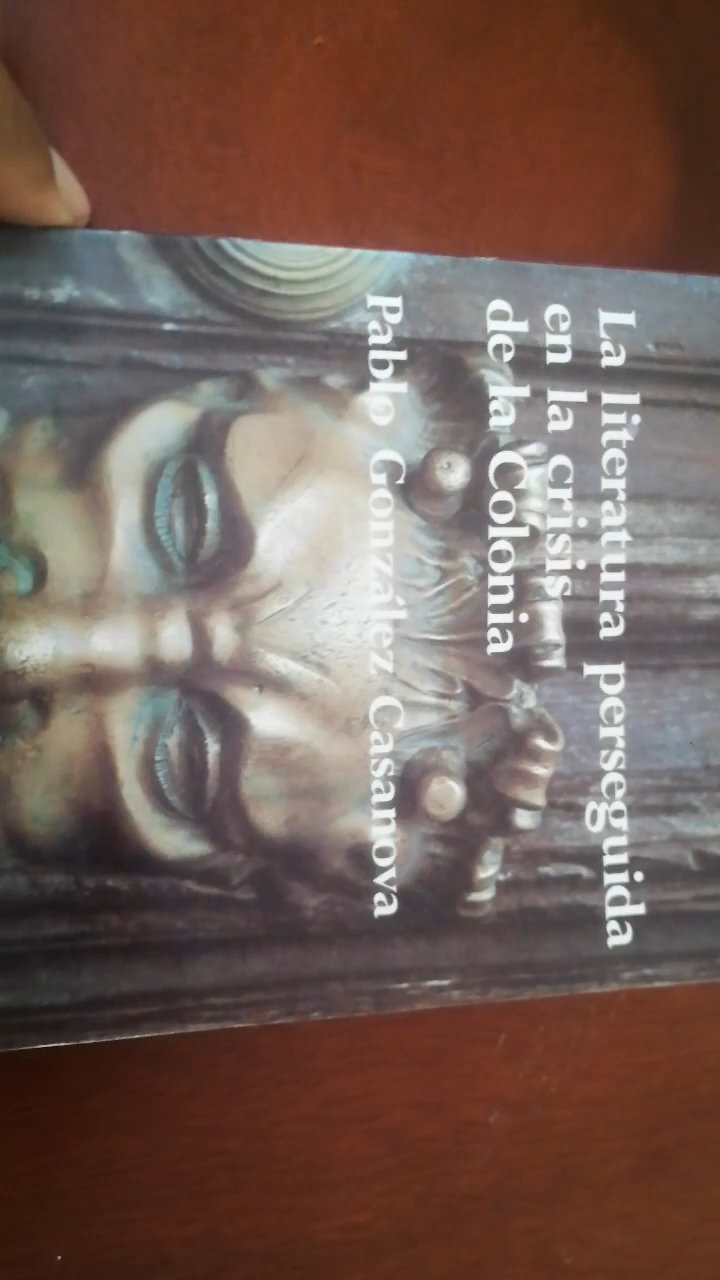 La literatura perseguida
en la crisis
de la Colonia
Pablo González Casanova